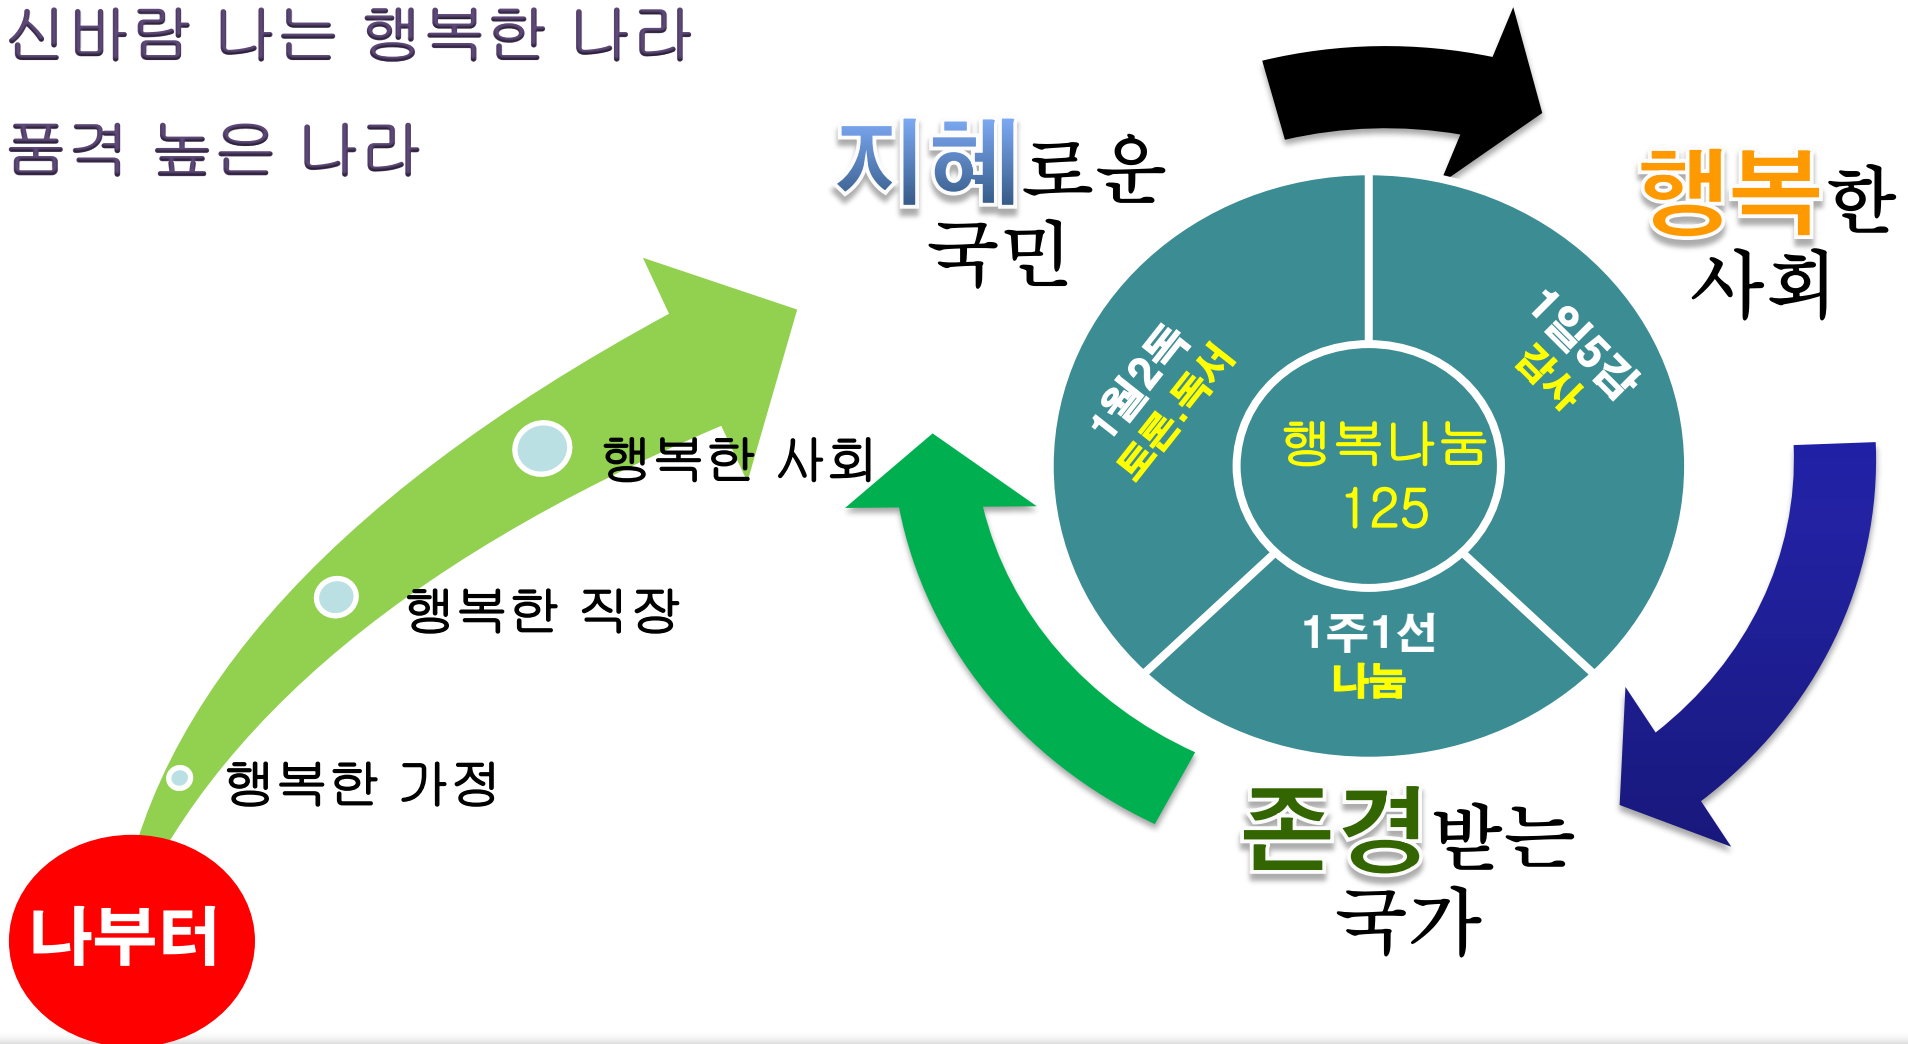 신바람 나는 행복한 나라
품격 높은 나라
지혜로운
국민
행복한
사회
1월2독
토론.독서
1일5감
감사
행복나눔
125
1주1선
나눔
존경받는
국가
행복한 사회
행복한 직장
행복한 가정
나부터